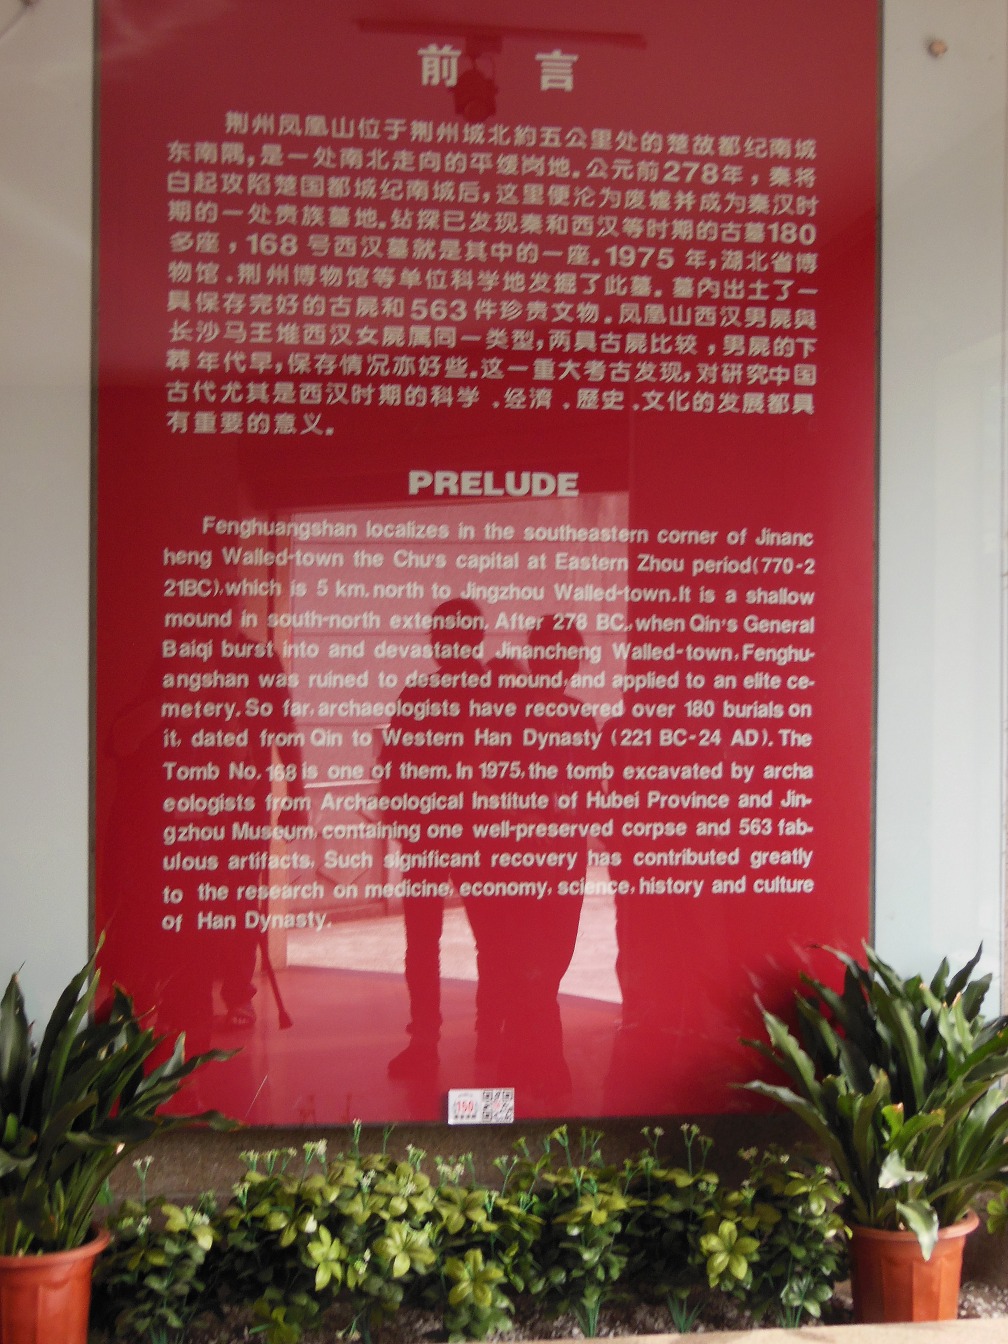 前 言
荆州凤凰山位于荆州城北約五公里处的楚故都纪南城
东南隅，是一处南北走向的平缓岗地．公元前278年，秦将
白起攻陷楚国都城纪南城后，这里便沦为废墟并成为秦汉时
期的一处贵族墓地．钻探已发现秦和西汉等时期的古墓180
多座，168 号西汉墓就是其中的一座．1975 年，湖北省博
物馆．荆州博物馆等单位科学地发掘了此墓．墓内出土了一
具保存完好的古屍和563件珍贵文物．凤凰山西汉男屍與
长沙马王堆西汉女屍属同一类型，两具古屍比较，男屍的下
葬年代早，保存情况亦好些．这一重大考古发现，对研究中国
古代尤其是西汉时期的科学．经濟．歷史．文化的发展都具
有重要的意义．
PRELUDE
Fenghuangshan localizes in the southeastern corner of Jinanc
heng Walled-town the Chu's capital at Eastern Zhou period(770-2
21BC),which is 5 km.north to Jingzhou Walled-town.It is a shallow
mound in south-north extension. After 278 BC.,when Qin's General
Baiqi burst into and devastated Jinancheng Walled-town,Fenghu-
angshan was ruined to deserted mound,and applied to an elite ce-
metery. So far,archaeologists have recovered over 180 burials on
it, dated from Qin to Western Han Dynasty (221 BC-24 AD). The
Tomb No. 168 is one of them. In 1975,the tomb excavated by archa
eologists from Archaeological Institute of Hubei Province and Jin-
gzhou Museum, containing one well-preserved corpse and 563 fab-
ulous artifacts. Such significant recovery has contributed greatly
to the research on medicine, economy, science, history and culture
of Han Dynasty.
150